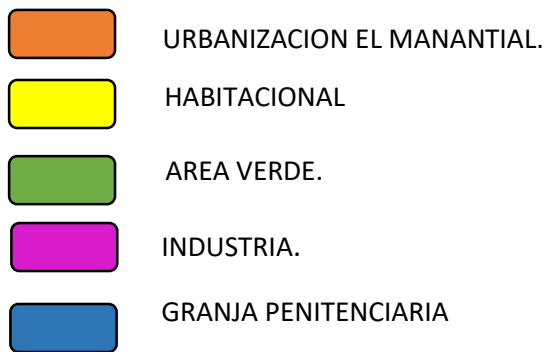 URBANIZACION EL MANANTIAL.
HABITACIONAL
AREA VERDE.
INDUSTRIA.
GRANJA PENITENCIARIA